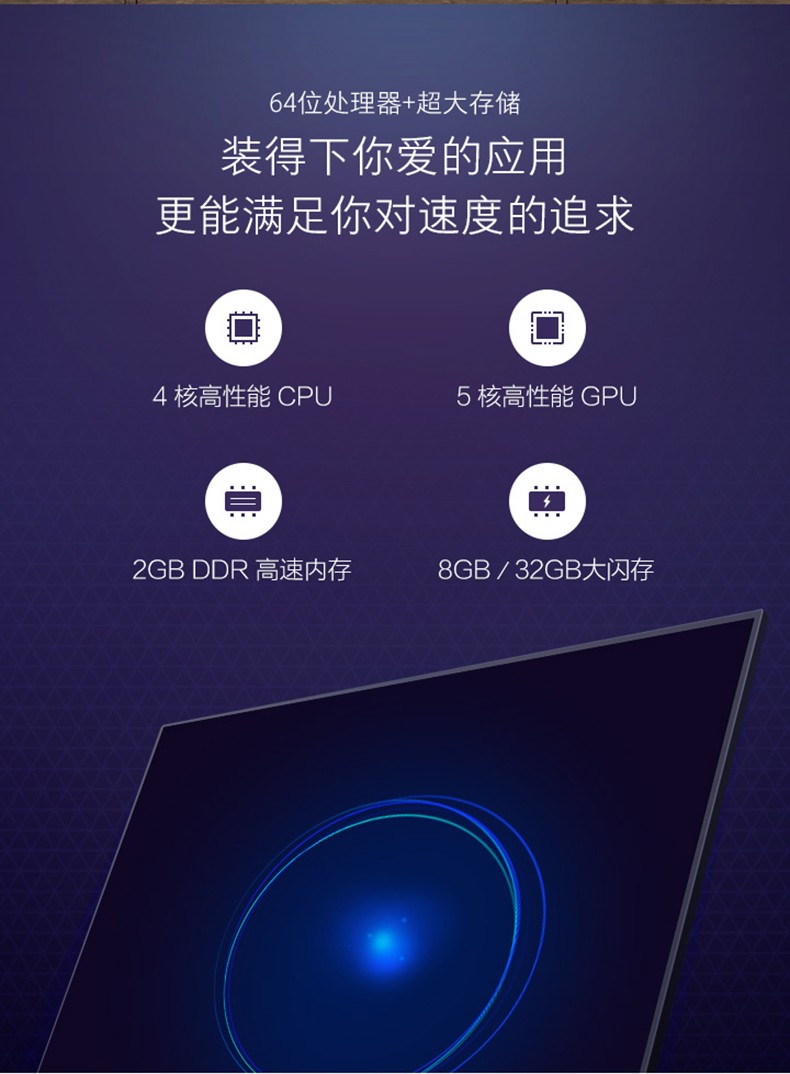 64位处理器+超大存储
装得下你爱的应用
更能满足你对速度的追求
4 核高性能 CPU
5 核高性能 GPU
2GB DDR 高速内存
8GB / 32GB大闪存